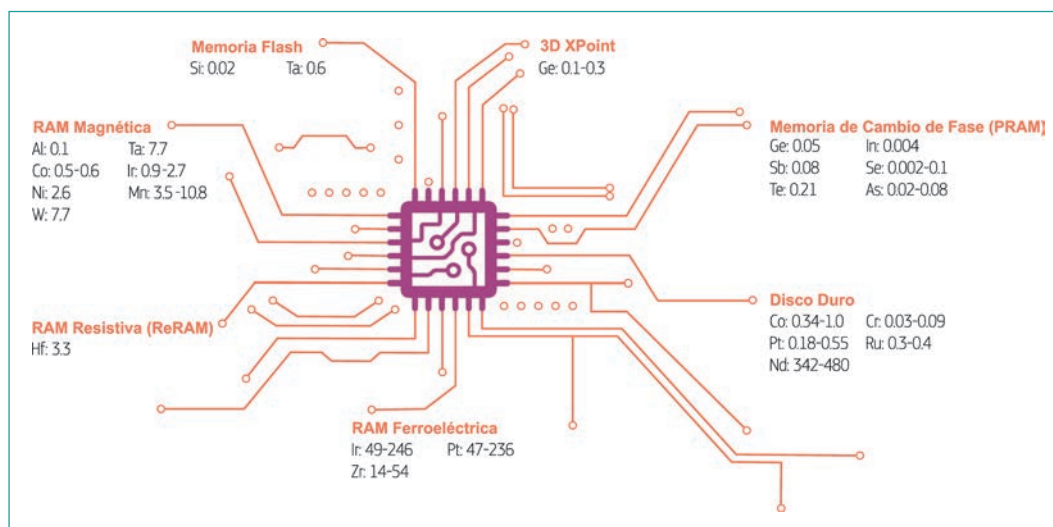 Memoria Flash
Si: 0.02 Ta: 0.6
3D XPoint
Ge: 0.1-0.3
RAM Magnética
Al: 0.1 Ta: 7.7
Co: 0.5-0.6 Ir: 0.9-2.7
Ni: 2.6 Mn: 3.5-10.8
W: 7.7
Memoria de Cambio de Fase (PRAM)
Ge: 0.05 In: 0.004
Sb: 0.08 Se: 0.002-0.1
Te: 0.21 As: 0.02-0.08
RAM Resistiva (ReRAM)
Hf: 3.3
Disco Duro
Co: 0.34-1.0 Cr: 0.03-0.09
Pt: 0.18-0.55 Ru: 0.3-0.4
Nd: 342-480
RAM Ferroeléctrica
Ir: 49-246 Pt: 47-236
Zr: 14-54